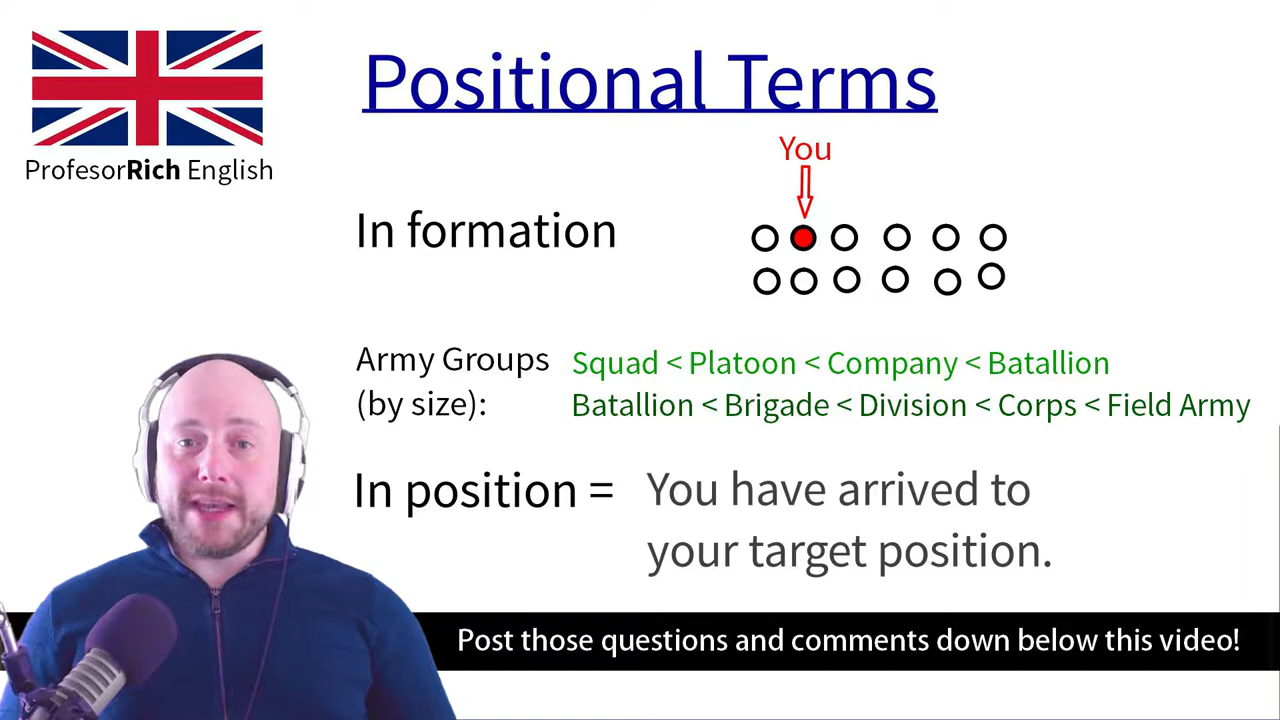 Positional Terms
ProfesorRich English
You
In formation
Army Groups
(by size):
Squad < Platoon < Company < Batallion
Batallion < Brigade < Division < Corps < Field Army
In position =
You have arrived to
your target position.
Post those questions and comments down below this video!